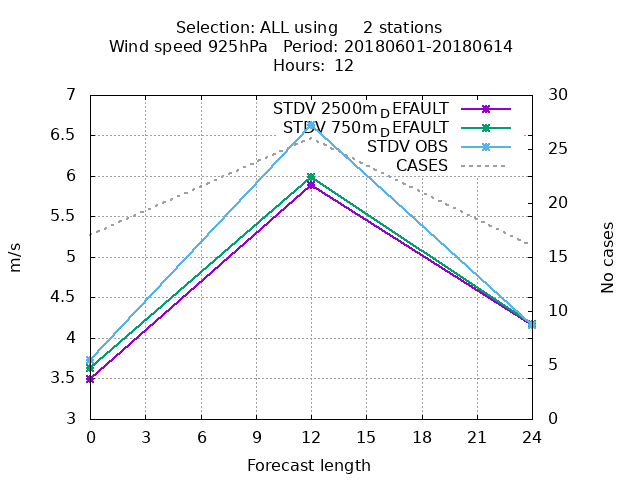 Selection: ALL using 2 stations
Wind speed 925hPa Period: 20180601-20180614
Hours: 12
STDV 2500m_DEFAULT
STDV 750m_DEFAULT
STDV OBS
CASES
7
6.5
6
5.5
5
4.5
4
3.5
3
30
25
20
15
10
5
0
m/s
No cases
0 3 6 9 12 15 18 21 24
Forecast length